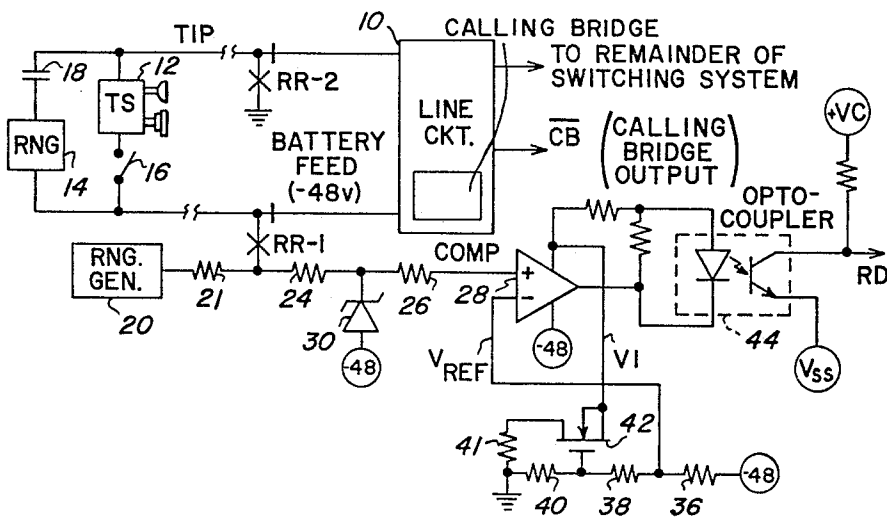 10
CALLING BRIDGE
TIP
TO REMAINDER OF
SWITCHING SYSTEM
18
12
TS
RR-2
LINE
CKT.
+VC
RNG
BATTERY
FEED
(-48v)
CB
(CALLING
BRIDGE
OUTPUT)
14
16
OPTO-
COUPLER
RR-1
COMP
RNG.
GEN.
+
RD
20
21
24
26
28
-
30
-48
-48
44
VREF
V1
VSS
42
41
-48
40
38
36